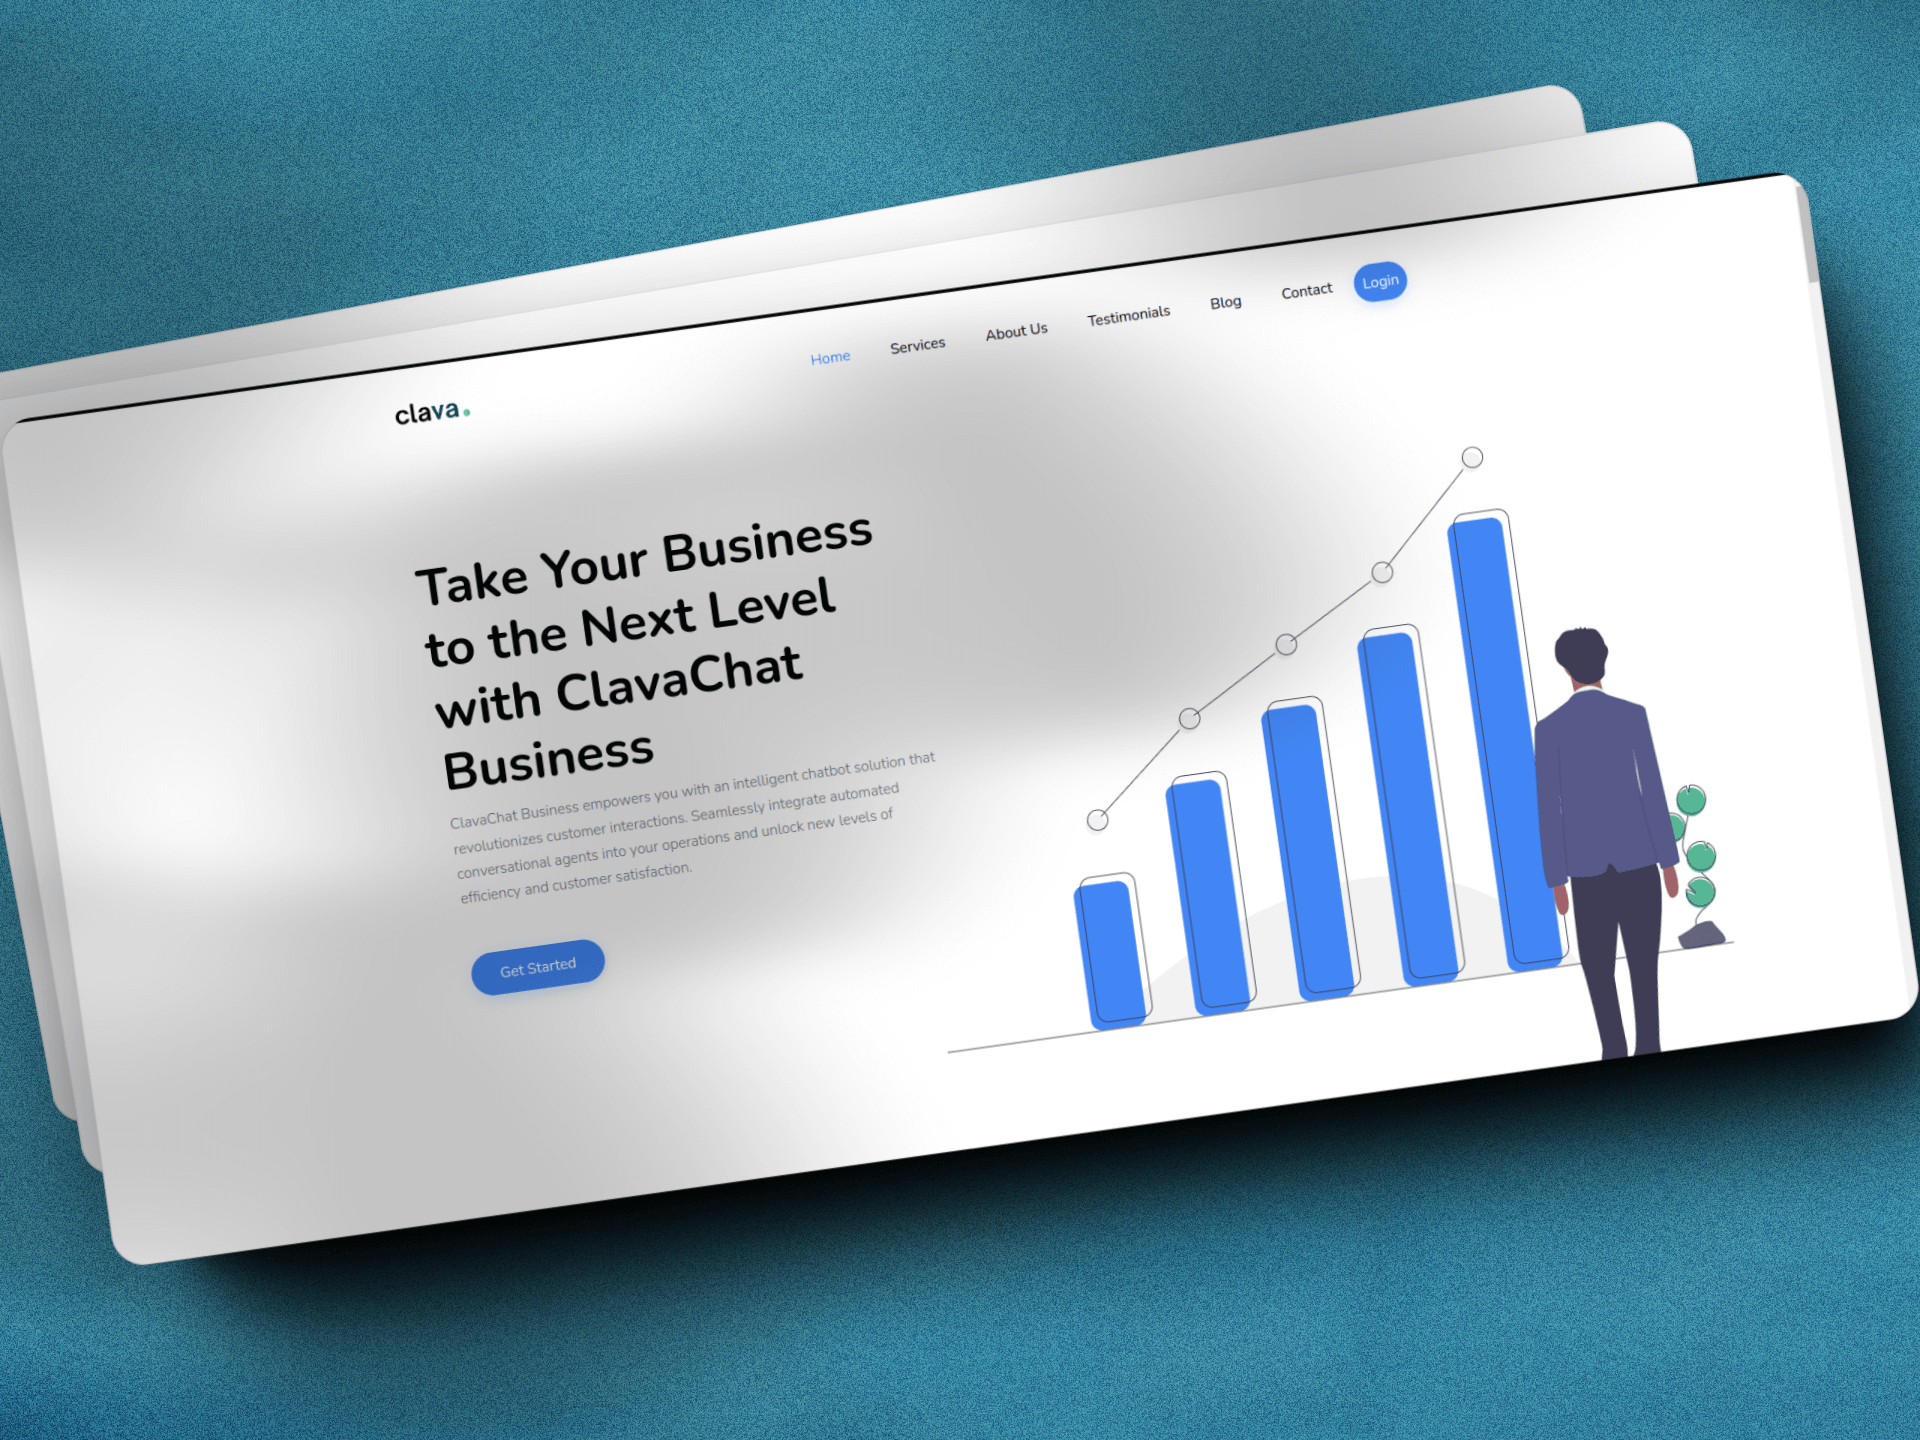 clava.
Home
Services
About Us
Testimonials
Blog
Contact
Login
Take Your Business
to the Next Level
with ClavaChat
Business
ClavaChat Business empowers you with an intelligent chatbot solution that
revolutionizes customer interactions. Seamlessly integrate automated
conversational agents into your operations and unlock new levels of
efficiency and customer satisfaction.
Get Started